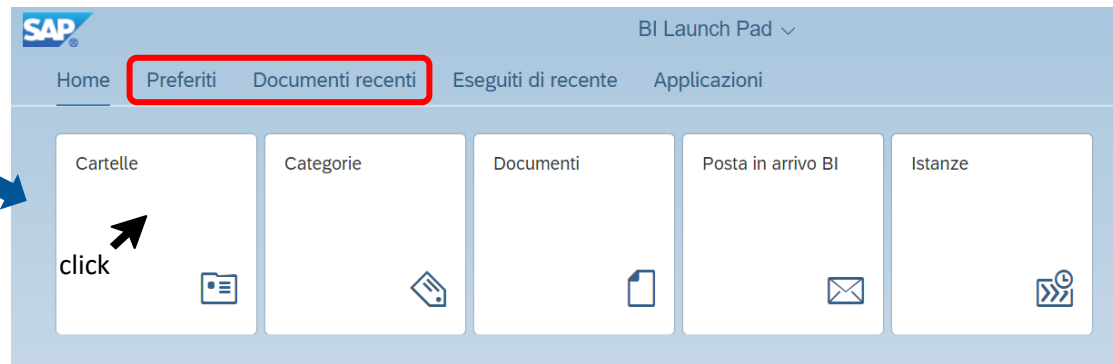 SAP
BI Launch Pad
Home Preferiti Documenti recenti Eseguiti di recente Applicazioni
Cartelle Categorie Documenti Posta in arrivo BI Istanze
click